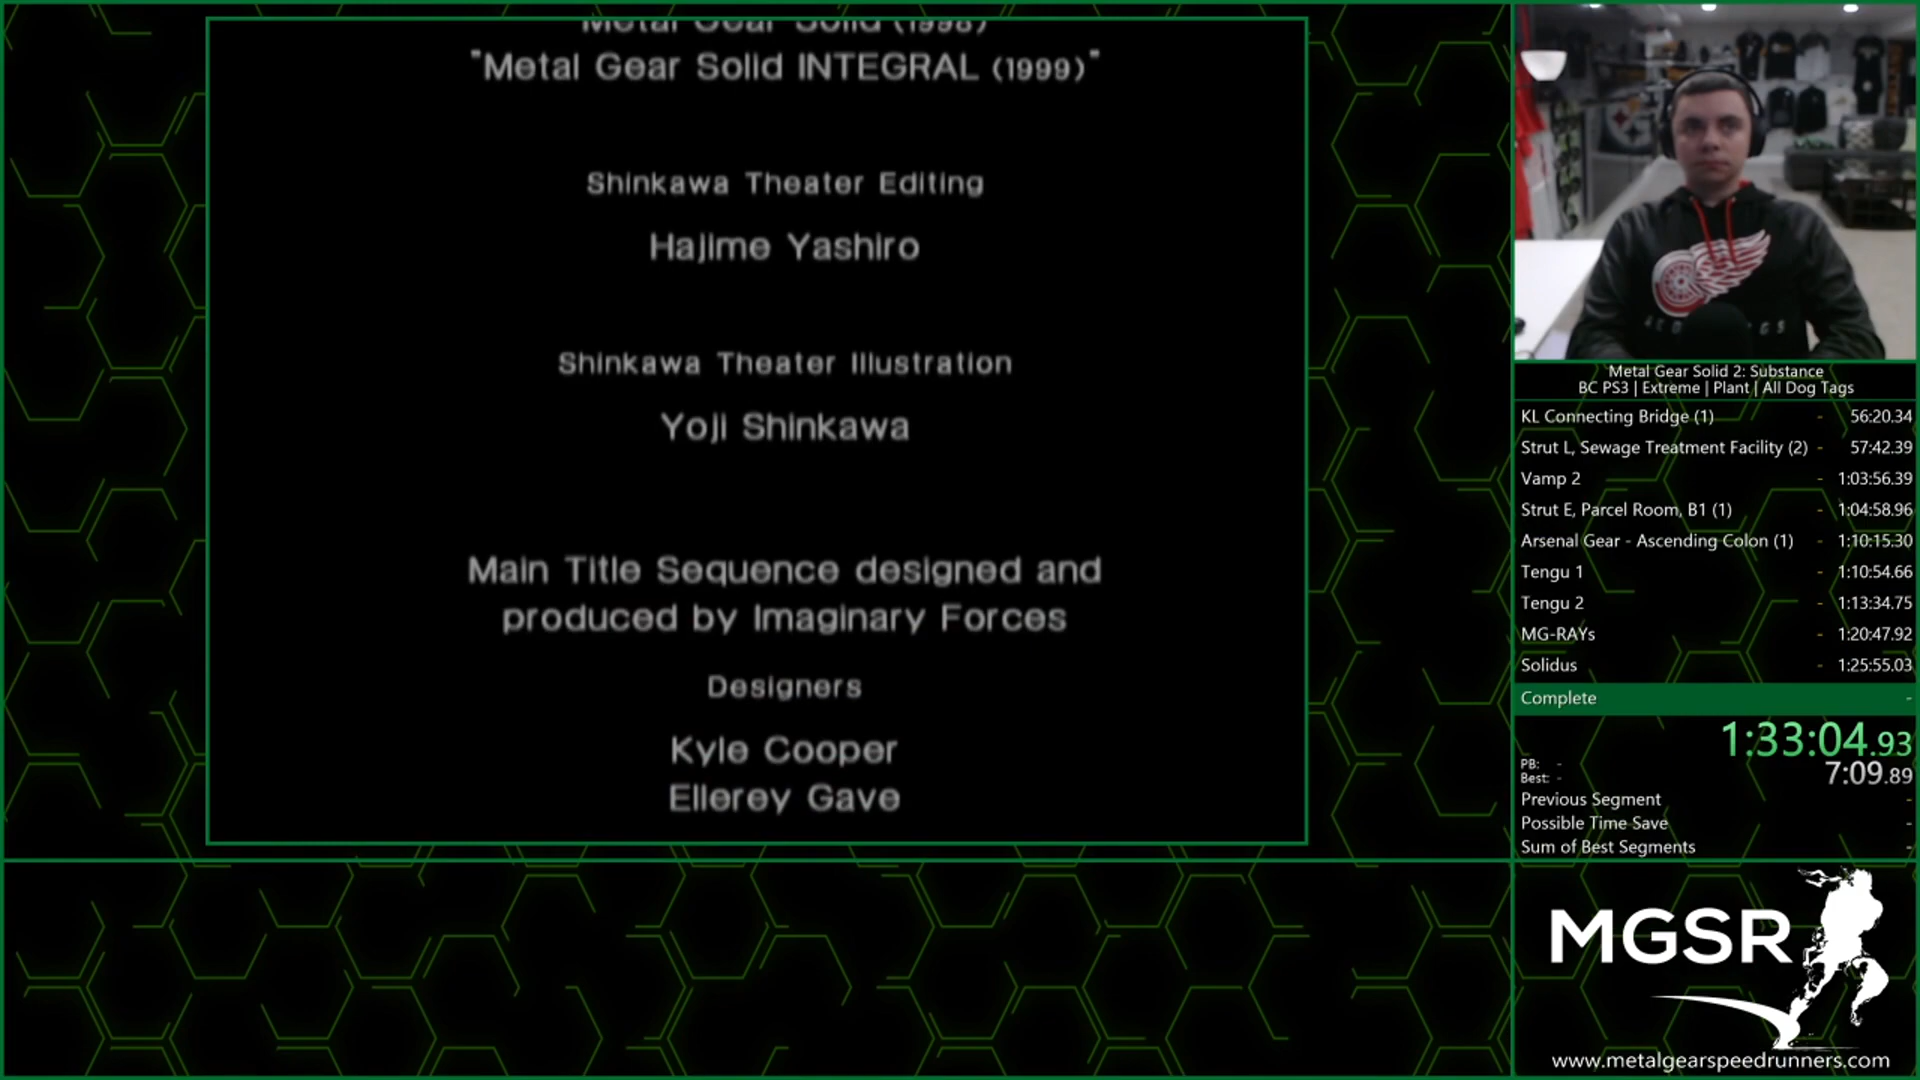 Metal Gear Solid (1998)
"Metal Gear Solid INTEGRAL (1999)"
Shinkawa Theater Editing
Hajime Yashiro
Shinkawa Theater Illustration
Yoji Shinkawa
Main Title Sequence designed and
produced by Imaginary Forces
Designers
Kyle Cooper
Ellerey Gave
Metal Gear Solid 2: Substance
BC PS3 | Extreme | Plant | All Dog Tags
KL Connecting Bridge (1) - 56:20.34
Strut L, Sewage Treatment Facility (2) - 57:42.39
Vamp 2 - 1:03:56.39
Strut E, Parcel Room, B1 (1) - 1:04:58.96
Arsenal Gear - Ascending Colon (1) - 1:10:15.30
Tengu 1 - 1:10:54.66
Tengu 2 - 1:13:34.75
MG-RAYs - 1:20:47.92
Solidus - 1:25:55.03
Complete -
1:33:04.93
PB: - 7:09.89
Best: -
Previous Segment -
Possible Time Save -
Sum of Best Segments -
MGSR
www.metalgearspeedrunners.com